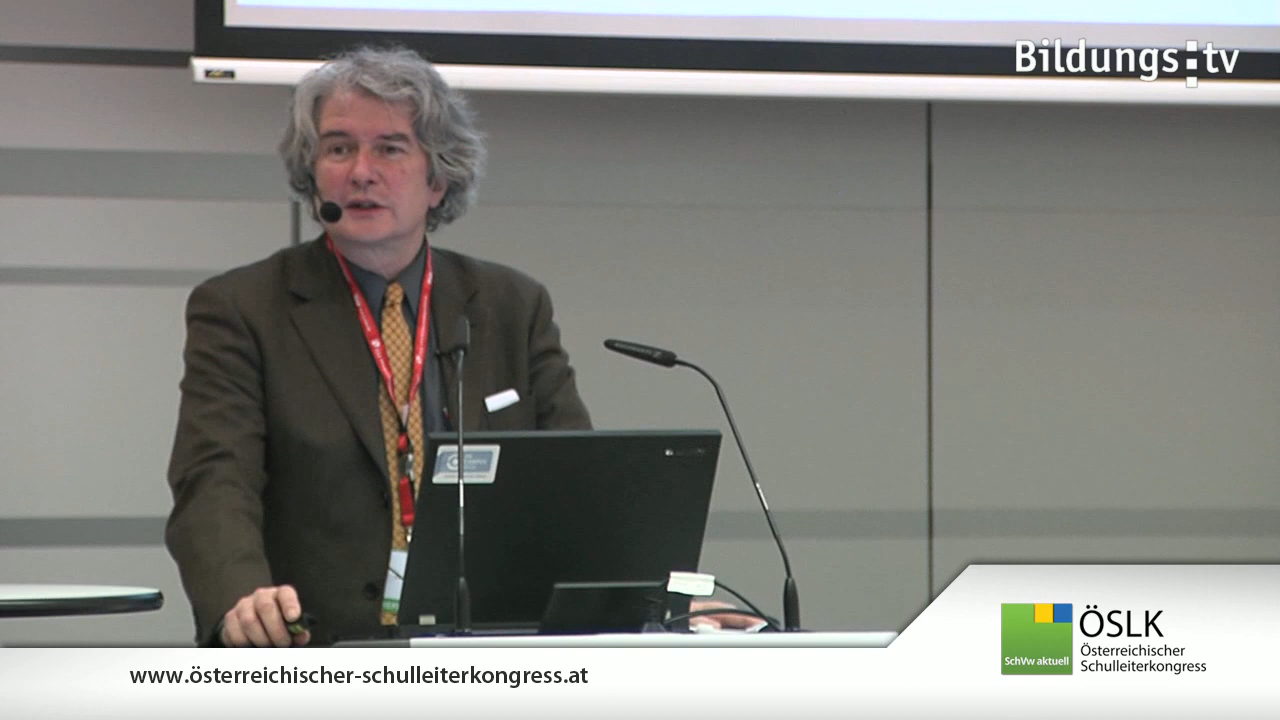 Bildungs:tv
SchVw aktuell
ÖSLK
Österreichischer
Schulleiterkongress
www.österreichischer-schulleiterkongress.at